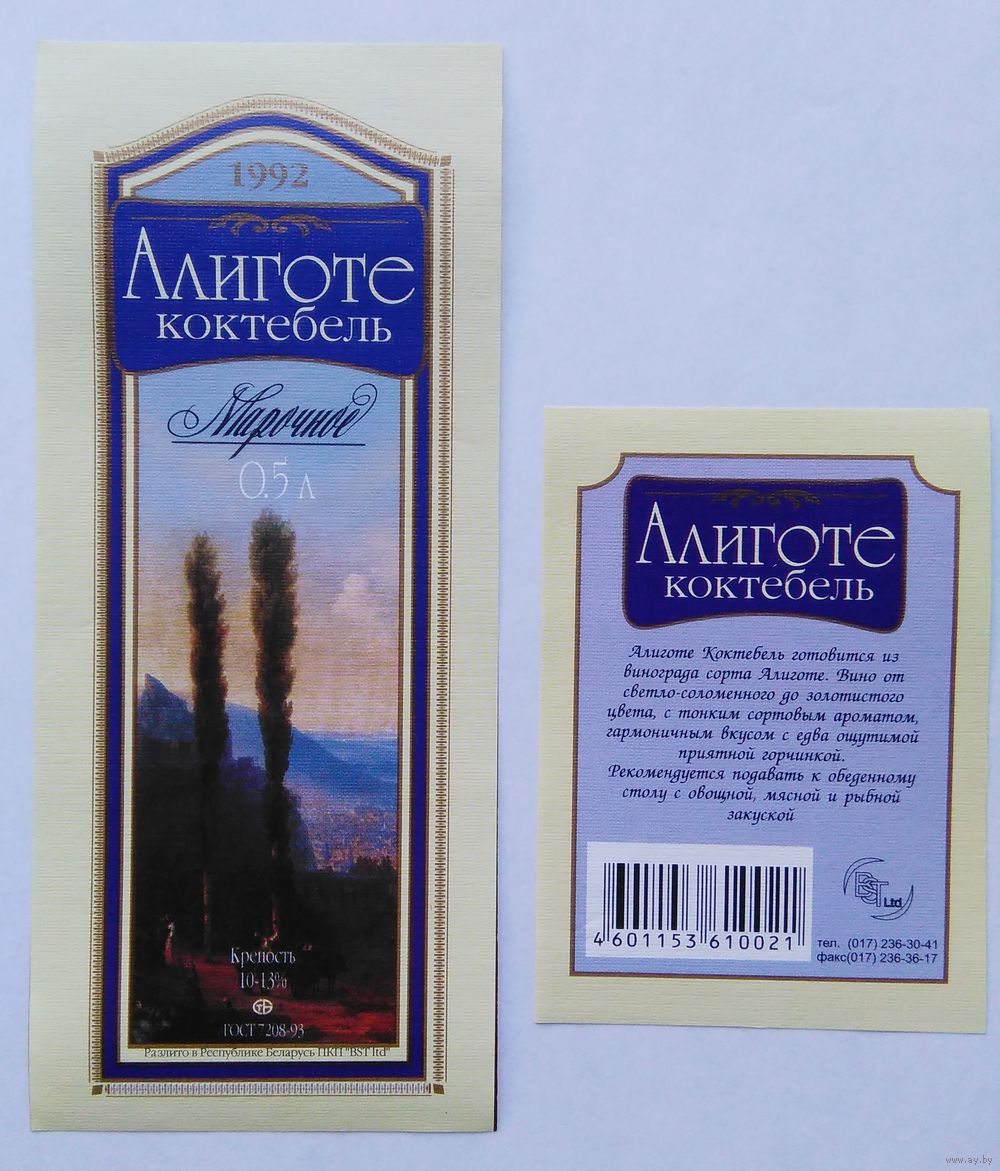 1992
Алиготе
коктебель
Марочное
0.5 л
Крепость
10-13%
ГОСТ 7208-93
Разлито в Республике Беларусь ПКП "BST ltd"
Алиготе
коктебель
Алиготе Коктебель готовится из
винограда сорта Алиготе. Вино от
светло-соломенного до золотистого
цвета, с тонким сортовым ароматом,
гармоничным вкусом с едва ощутимой
приятной горчинкой.
Рекомендуется подавать к обеденному
столу с овощной, мясной и рыбной
закуской
BST Ltd
4 601153 610021
тел. (017) 236-30-41
факс(017) 236-36-17
www.ay.by